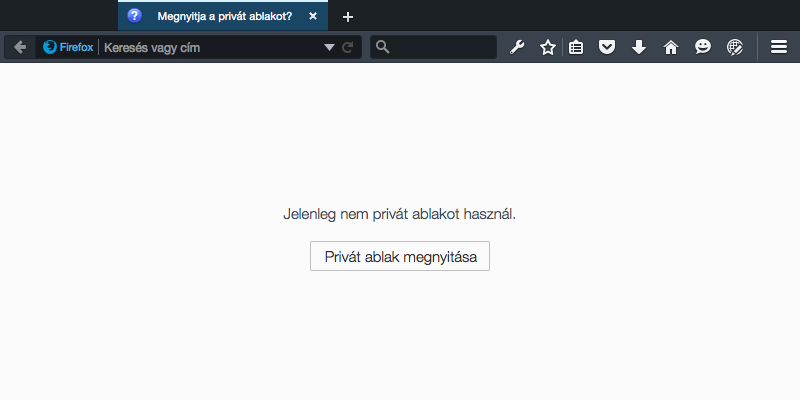 Megnyitja a privát ablakot?
Firefox
Keresés vagy cím
Jelenleg nem privát ablakot használ.
Privát ablak megnyitása